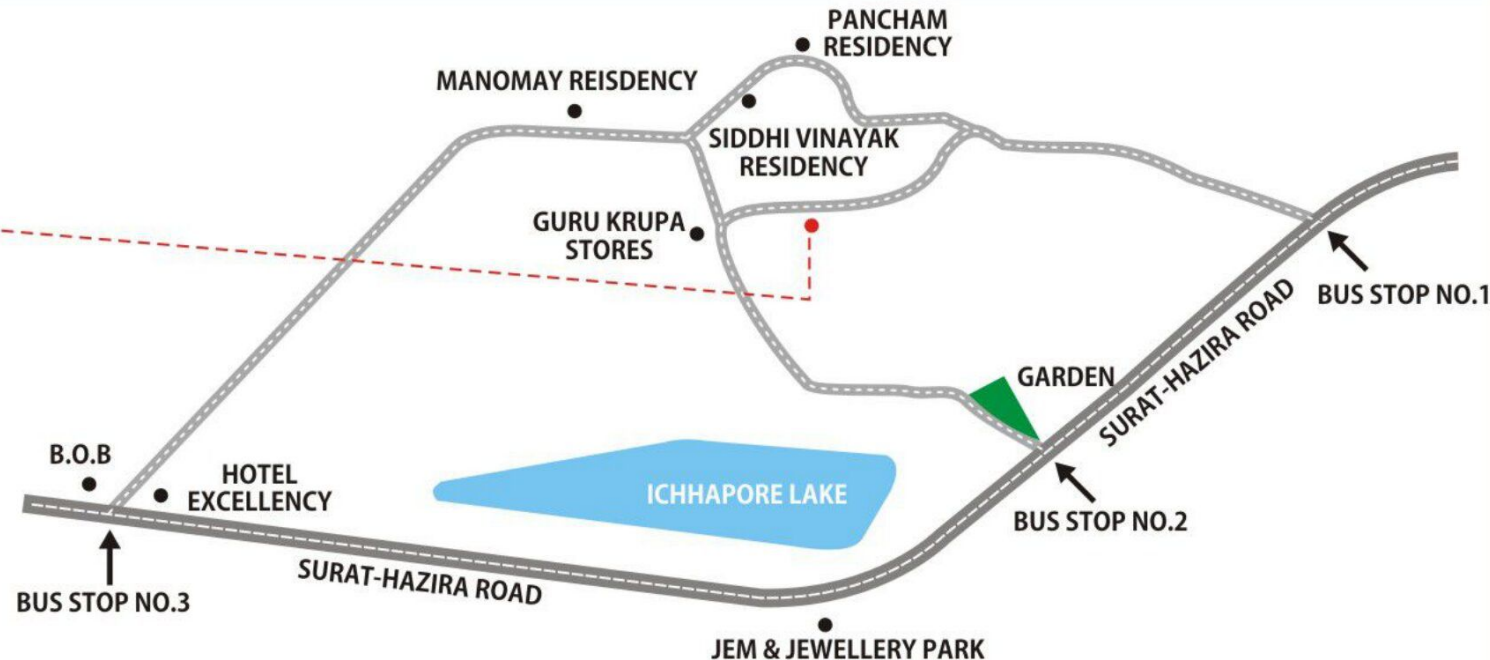 PANCHAM
RESIDENCY
MANOMAY REISDENCY
SIDDHI VINAYAK
RESIDENCY
GURU KRUPA
STORES
BUS STOP NO.1
SURAT-HAZIRA ROAD
GARDEN
B.O.B
HOTEL
EXCELLENCY
ICHHAPORE LAKE
BUS STOP NO.2
SURAT-HAZIRA ROAD
BUS STOP NO.3
JEM & JEWELLERY PARK